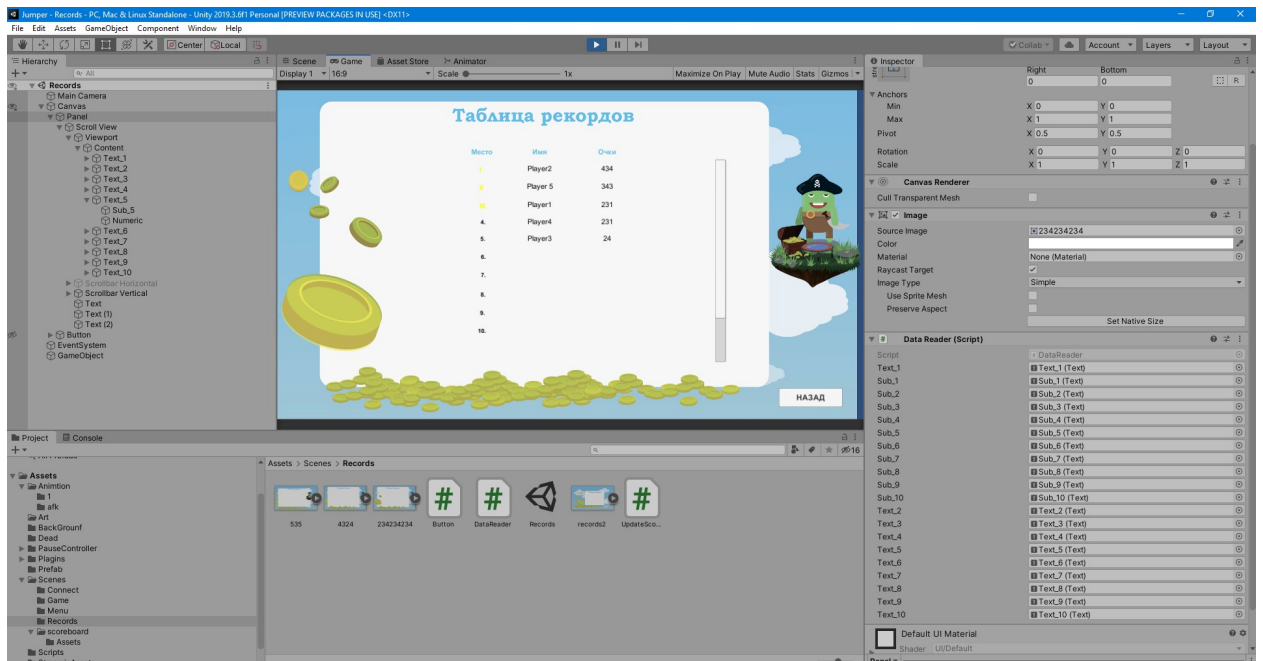 Jumper - Records - PC, Mac & Linux Standalone - Unity 2019.3.6f1 Personal [PREVIEW PACKAGES IN USE] <DX11>
File Edit Assets GameObject Component Window Help
Center Local Collab Account Layers Layout
Hierarchy
All
Records
Main Camera
Canvas
Panel
Scroll View
Viewport
Content
Text_1
Text_2
Text_3
Text_4
Text_5
Sub_5
Numeric
Text_6
Text_7
Text_8
Text_9
Text_10
Scrollbar Horizontal
Scrollbar Vertical
Text
Text (1)
Text (2)
Button
EventSystem
GameObject
Scene Game Asset Store Animator
Display 1 16:9 Scale 1x Maximize On Play Mute Audio Stats Gizmos
Таблица рекордов
Место Имя Очки
Player2 434
Player 5 343
Player1 231
4. Player4 231
5. Player3 24
6.
7.
8.
9.
10.
НАЗАД
Inspector
Right Bottom
0 0
R
Anchors
Min X 0 Y 0
Max X 1 Y 1
Pivot X 0.5 Y 0.5
Rotation X 0 Y 0 Z 0
Scale X 1 Y 1 Z 1
Canvas Renderer
Cull Transparent Mesh
Image
Source Image 234234234
Color
Material None (Material)
Raycast Target
Image Type Simple
Use Sprite Mesh
Preserve Aspect
Set Native Size
Data Reader (Script)
Script DataReader
Text_1 Text_1 (Text)
Sub_1 Sub_1 (Text)
Sub_2 Sub_2 (Text)
Sub_3 Sub_3 (Text)
Sub_4 Sub_4 (Text)
Sub_5 Sub_5 (Text)
Sub_6 Sub_6 (Text)
Sub_7 Sub_7 (Text)
Sub_8 Sub_8 (Text)
Sub_9 Sub_9 (Text)
Sub_10 Sub_10 (Text)
Text_2 Text_2 (Text)
Text_3 Text_3 (Text)
Text_4 Text_4 (Text)
Text_5 Text_5 (Text)
Text_6 Text_6 (Text)
Text_7 Text_7 (Text)
Text_8 Text_8 (Text)
Text_9 Text_9 (Text)
Text_10 Text_10 (Text)
Default UI Material
Shader UI/Default
Project Console
16
Assets
Animtion
1
afk
Art
BackGrounf
Dead
PauseController
Plagins
Prefab
Scenes
Connect
Game
Menu
Records
scoreboard
Assets
Scripts
Assets > Scenes > Records
535 4324 234234234 Button DataReader Records records2 UpdateSco...